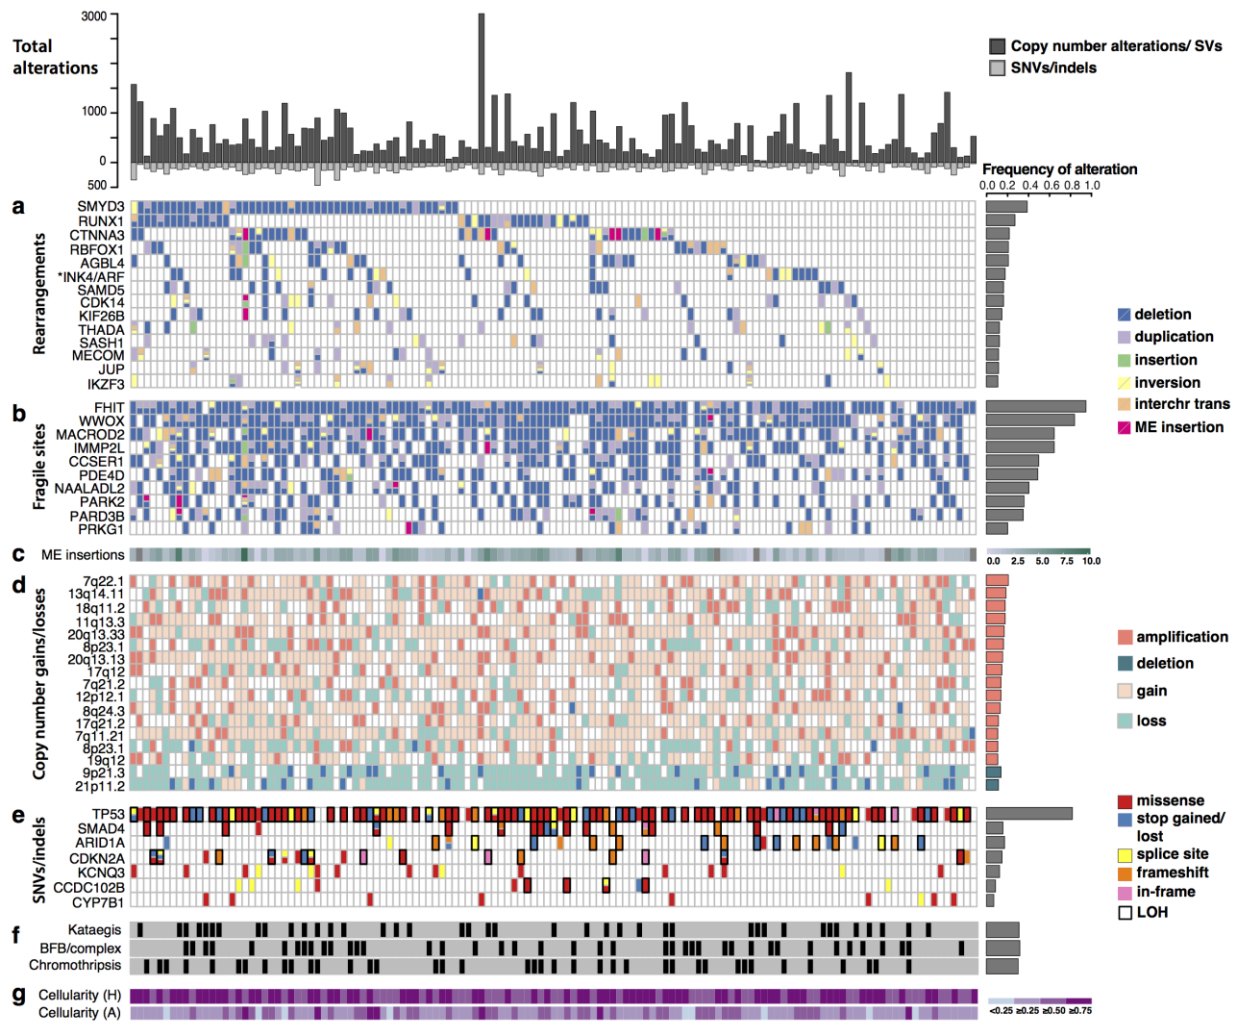 Total
alterations
3000
1000
0
500
Copy number alterations/ SVs
SNVs/indels
Frequency of alteration
0.0 0.2 0.4 0.6 0.8 1.0
a
Rearrangements
SMYD3
RUNX1
CTNNA3
RBFOX1
AGBL4
*INK4/ARF
SAMD5
CDK14
KIF26B
THADA
SASH1
MECOM
JUP
IKZF3
deletion
duplication
insertion
inversion
interchr trans
ME insertion
b
Fragile sites
FHIT
WWOX
MACROD2
IMMP2L
CCSER1
PDE4D
NAALADL2
PARK2
PARD3B
PRKG1
c
ME insertions
0.0 2.5 5.0 7.5 10.0
d
Copy number gains/losses
7q22.1
13q14.11
18q11.2
11q13.3
20q13.33
8p23.1
20q13.13
17q12
7q21.2
12p12.1
8q24.3
17q21.2
7q11.21
8p23.1
19q12
9p21.3
21p11.2
amplification
deletion
gain
loss
e
SNVs/indels
TP53
SMAD4
ARID1A
CDKN2A
KCNQ3
CCDC102B
CYP7B1
missense
stop gained/
lost
splice site
frameshift
in-frame
LOH
f
Kataegis
BFB/complex
Chromothripsis
g
Cellularity (H)
Cellularity (A)
<0.25 ≥0.25 ≥0.50 ≥0.75